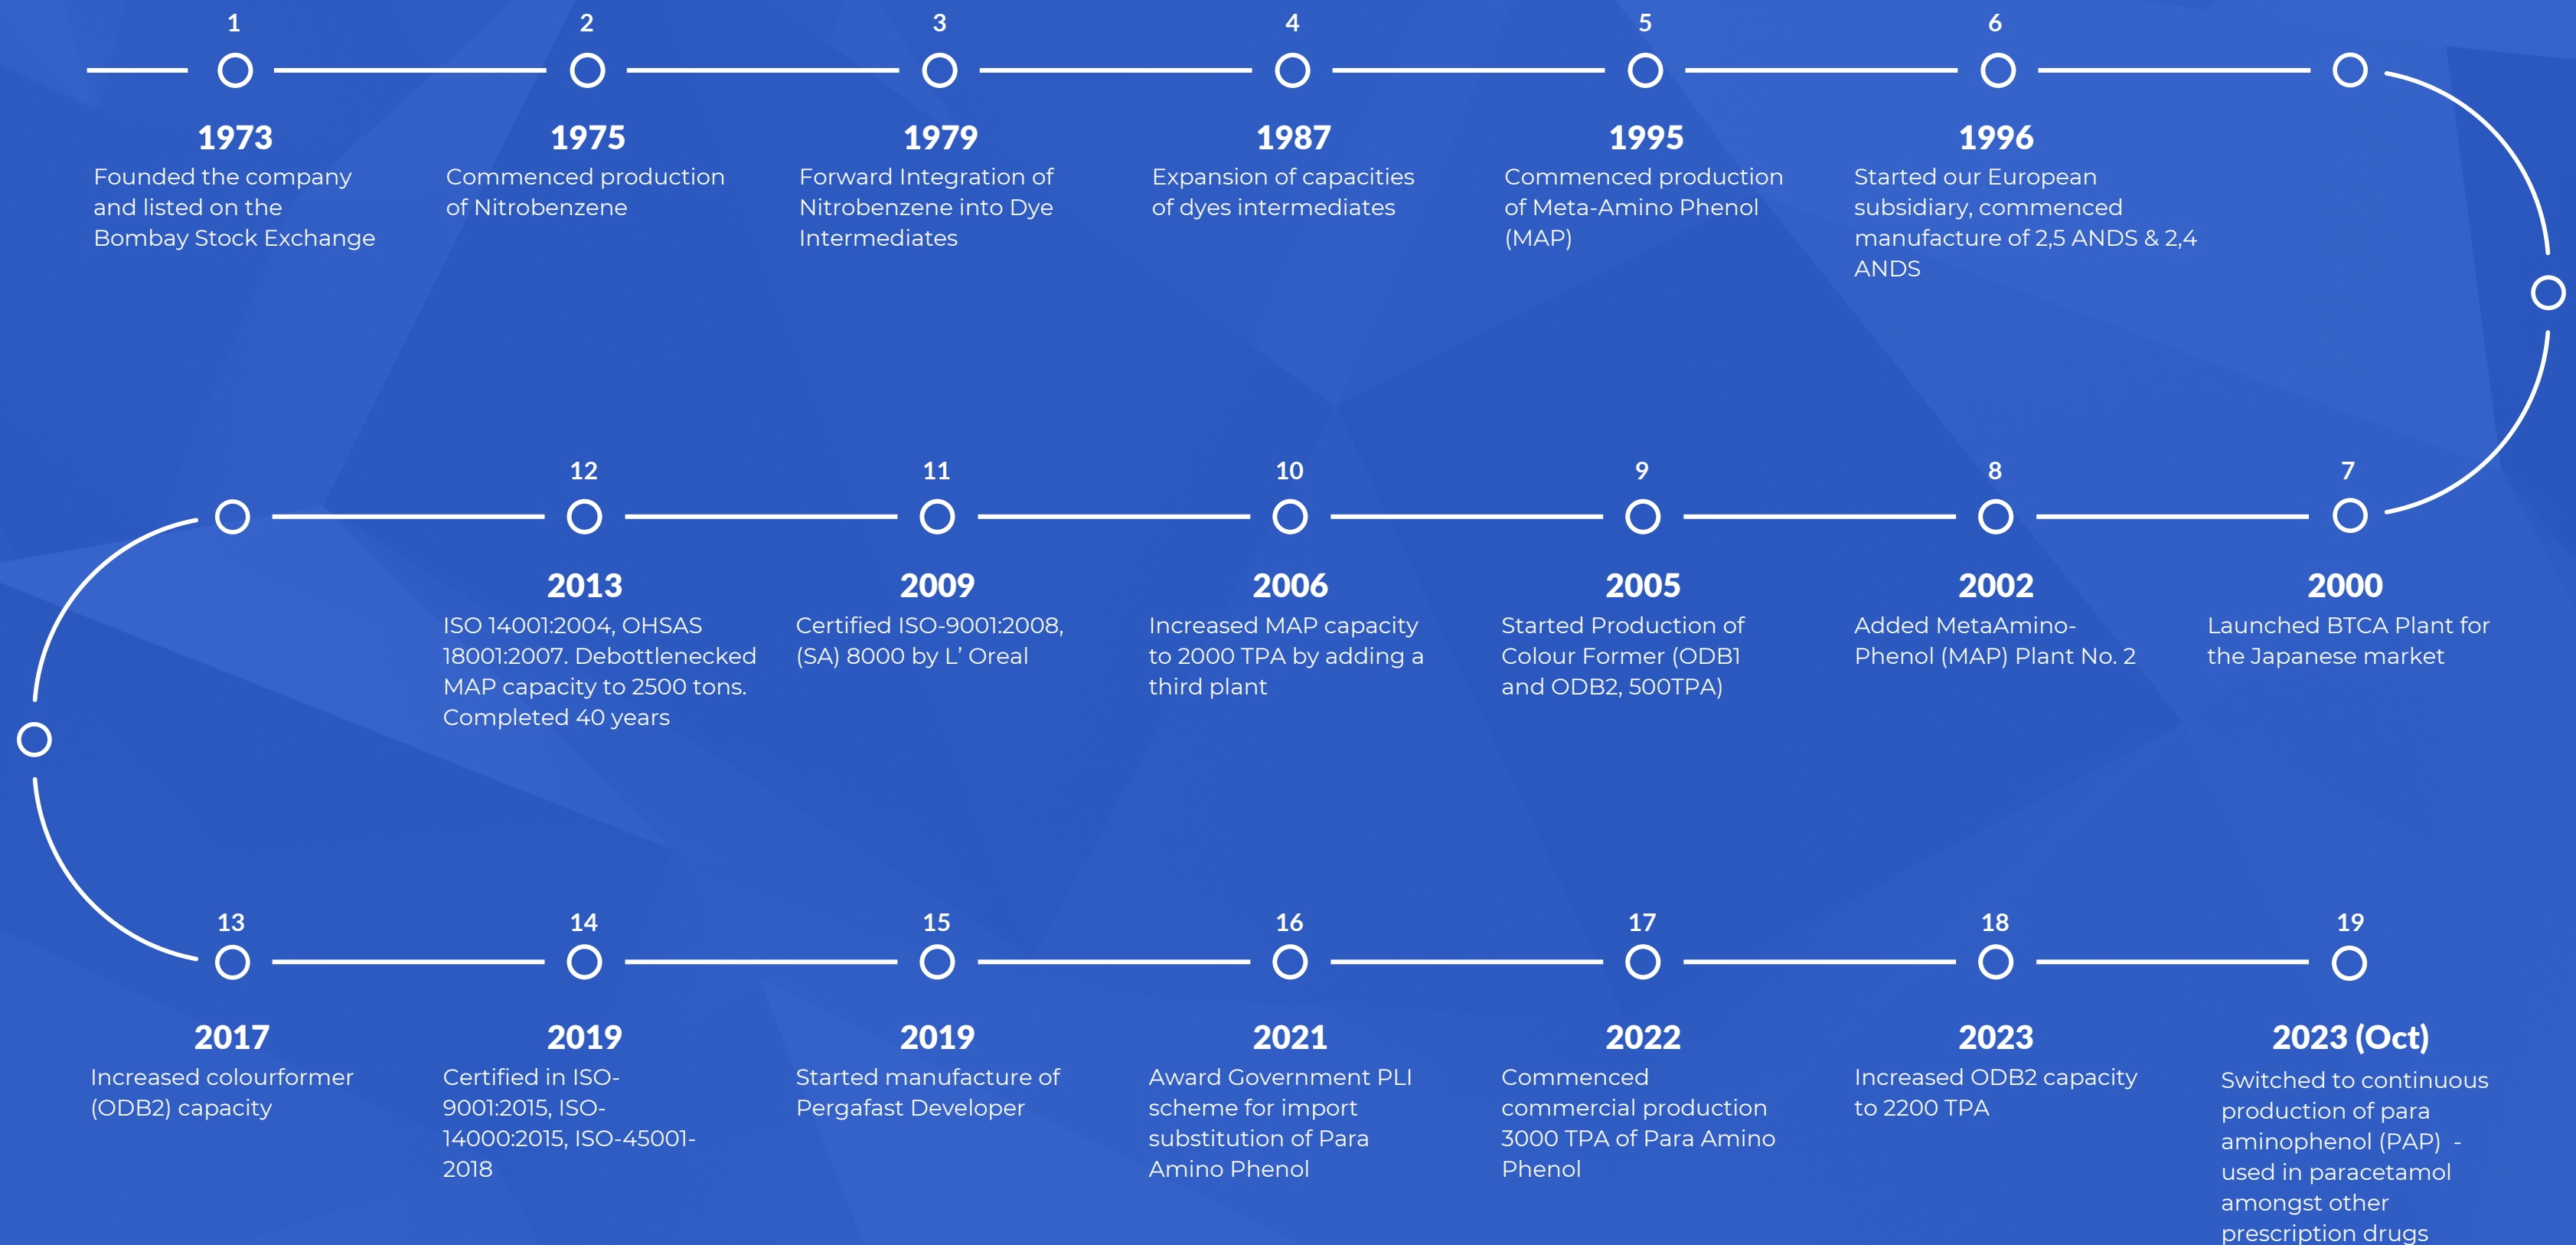 1
1973
Founded the company
and listed on the
Bombay Stock Exchange
2
1975
Commenced production
of Nitrobenzene
3
1979
Forward Integration of
Nitrobenzene into Dye
Intermediates
4
1987
Expansion of capacities
of dyes intermediates
5
1995
Commenced production
of Meta-Amino Phenol
(MAP)
6
1996
Started our European
subsidiary, commenced
manufacture of 2,5 ANDS & 2,4
ANDS
7
2000
Launched BTCA Plant for
the Japanese market
8
2002
Added MetaAmino-
Phenol (MAP) Plant No. 2
9
2005
Started Production of
Colour Former (ODB1
and ODB2, 500TPA)
10
2006
Increased MAP capacity
to 2000 TPA by adding a
third plant
11
2009
Certified ISO-9001:2008,
(SA) 8000 by L’ Oreal
12
2013
ISO 14001:2004, OHSAS
18001:2007. Debottlenecked
MAP capacity to 2500 tons.
Completed 40 years
13
2017
Increased colourformer
(ODB2) capacity
14
2019
Certified in ISO-
9001:2015, ISO-
14000:2015, ISO-45001-
2018
15
2019
Started manufacture of
Pergafast Developer
16
2021
Award Government PLI
scheme for import
substitution of Para
Amino Phenol
17
2022
Commenced
commercial production
3000 TPA of Para Amino
Phenol
18
2023
Increased ODB2 capacity
to 2200 TPA
19
2023 (Oct)
Switched to continuous
production of para
aminophenol (PAP) -
used in paracetamol
amongst other
prescription drugs